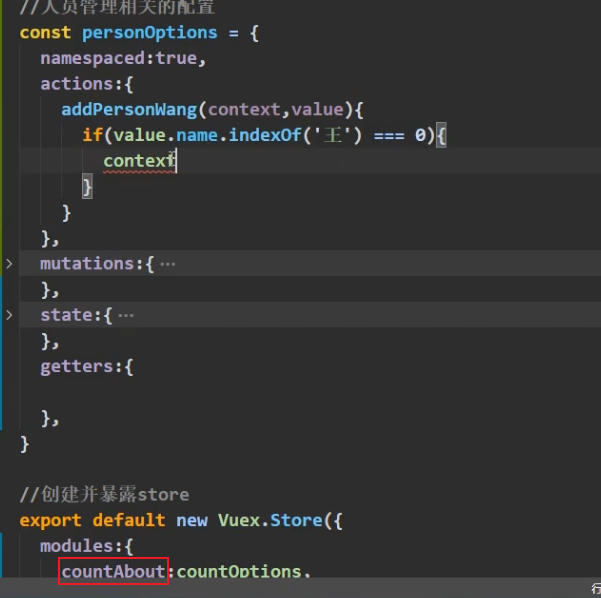 //人员管理相关的配置
const personOptions = {
namespaced:true,
actions:{
addPersonWang(context,value){
if(value.name.indexOf('王') === 0){
context
}
}
},
mutations:{ ···
},
state:{ ···
},
getters:{
},
}
//创建并暴露store
export default new Vuex.Store({
modules:{
countAbout:countOptions,
行